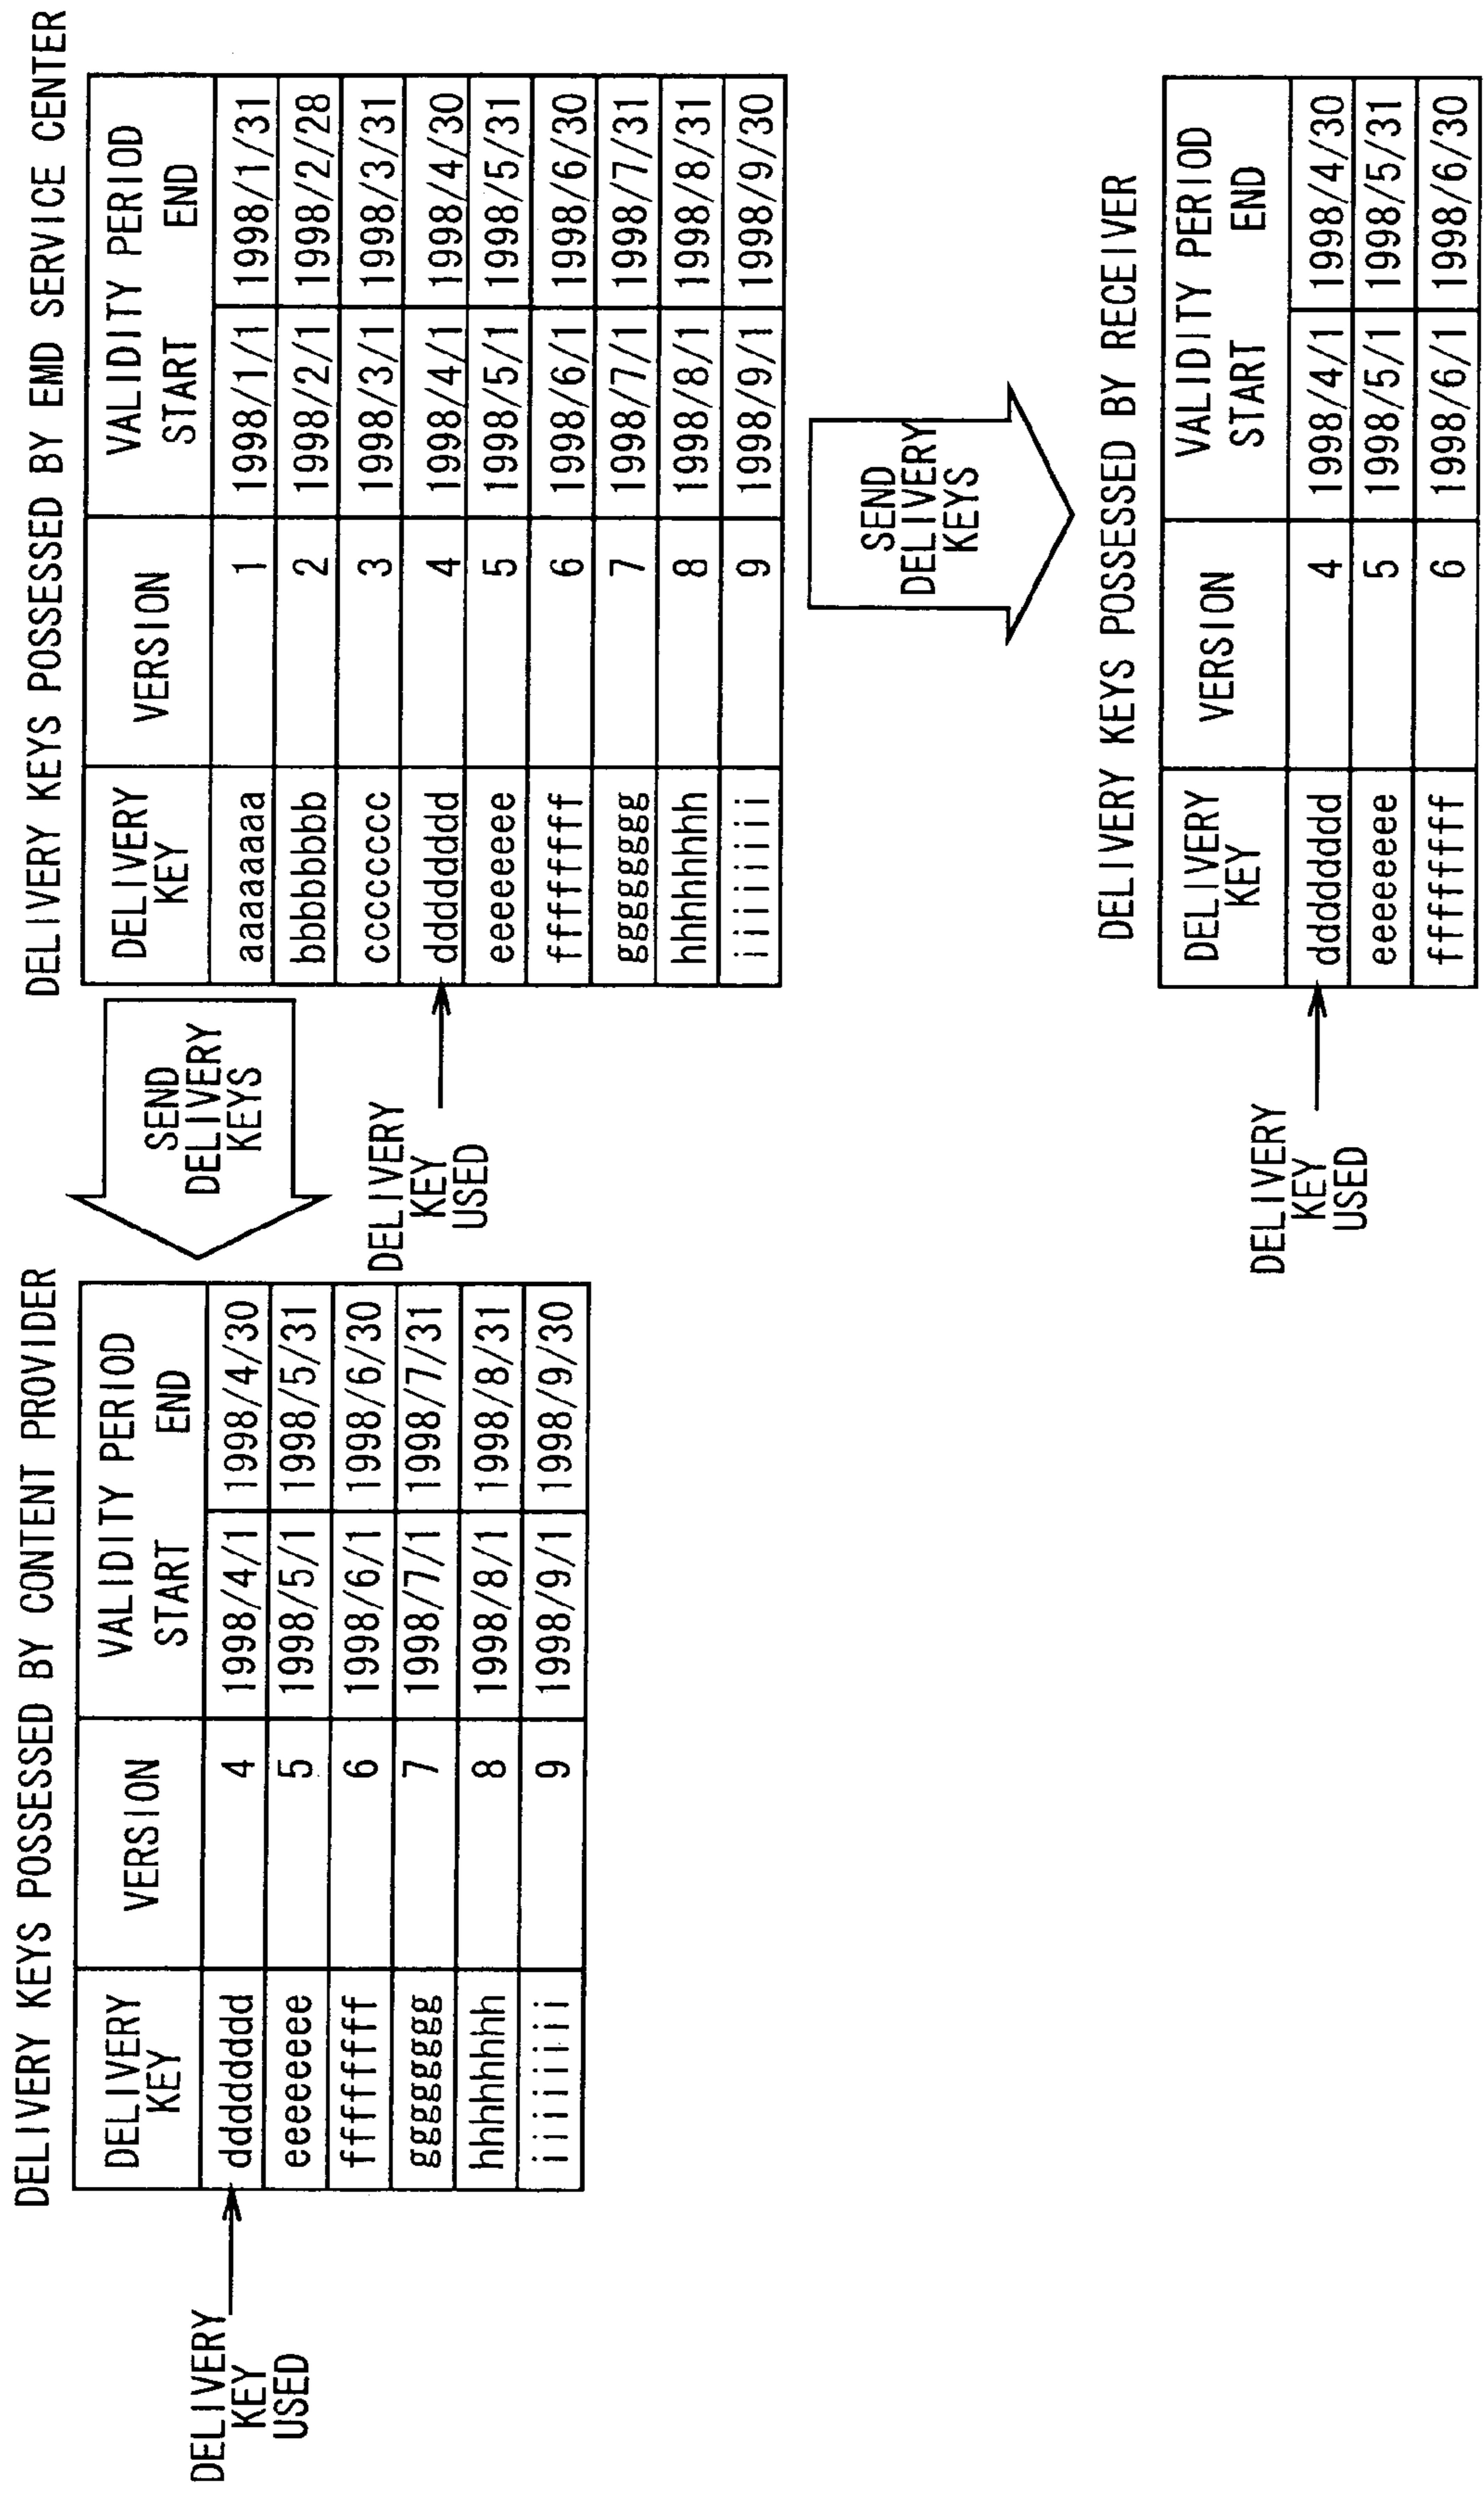 DELIVERY KEYS POSSESSED BY CONTENT PROVIDER
DELIVERY KEY VERSION VALIDITY PERIOD
START END
dddddddd 4 1998/4/1 1998/4/30
eeeeeeee 5 1998/5/1 1998/5/31
ffffffff 6 1998/6/1 1998/6/30
gggggggg 7 1998/7/1 1998/7/31
hhhhhhhh 8 1998/8/1 1998/8/31
iiiiiiii 9 1998/9/1 1998/9/30
DELIVERY
KEY
USED
SEND
DELIVERY
KEYS
DELIVERY KEYS POSSESSED BY EMD SERVICE CENTER
DELIVERY KEY VERSION VALIDITY PERIOD
START END
aaaaaaaa 1 1998/1/1 1998/1/31
bbbbbbbb 2 1998/2/1 1998/2/28
cccccccc 3 1998/3/1 1998/3/31
dddddddd 4 1998/4/1 1998/4/30
eeeeeeee 5 1998/5/1 1998/5/31
ffffffff 6 1998/6/1 1998/6/30
gggggggg 7 1998/7/1 1998/7/31
hhhhhhhh 8 1998/8/1 1998/8/31
iiiiiiii 9 1998/9/1 1998/9/30
DELIVERY
KEY
USED
SEND
DELIVERY
KEYS
DELIVERY KEYS POSSESSED BY RECEIVER
DELIVERY KEY VERSION VALIDITY PERIOD
START END
dddddddd 4 1998/4/1 1998/4/30
eeeeeeee 5 1998/5/1 1998/5/31
ffffffff 6 1998/6/1 1998/6/30
DELIVERY
KEY
USED